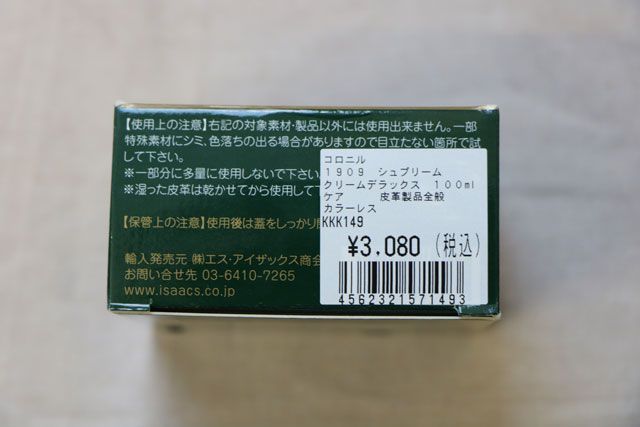 【使用上の注意】右記の対象素材・製品以外には使用出来ません。一部
特殊素材にシミ、色落ちの出る場合がありますので目立たない箇所で試
して下さい。
※一部分に多量に使用しないで下さい。
※湿った皮革は乾かせてから使用して下
【保管上の注意】使用後は蓋をしっかり
輸入発売元 ㈱エス・アイザックス商会
お問い合せ先 03-6410-7265
www.isaacs.co.jp
コロニル
1909 シュプリーム
クリームデラックス 100ml
ケア 皮革製品全般
カラーレス
KKK149
¥3,080 (税込)
4562321571493